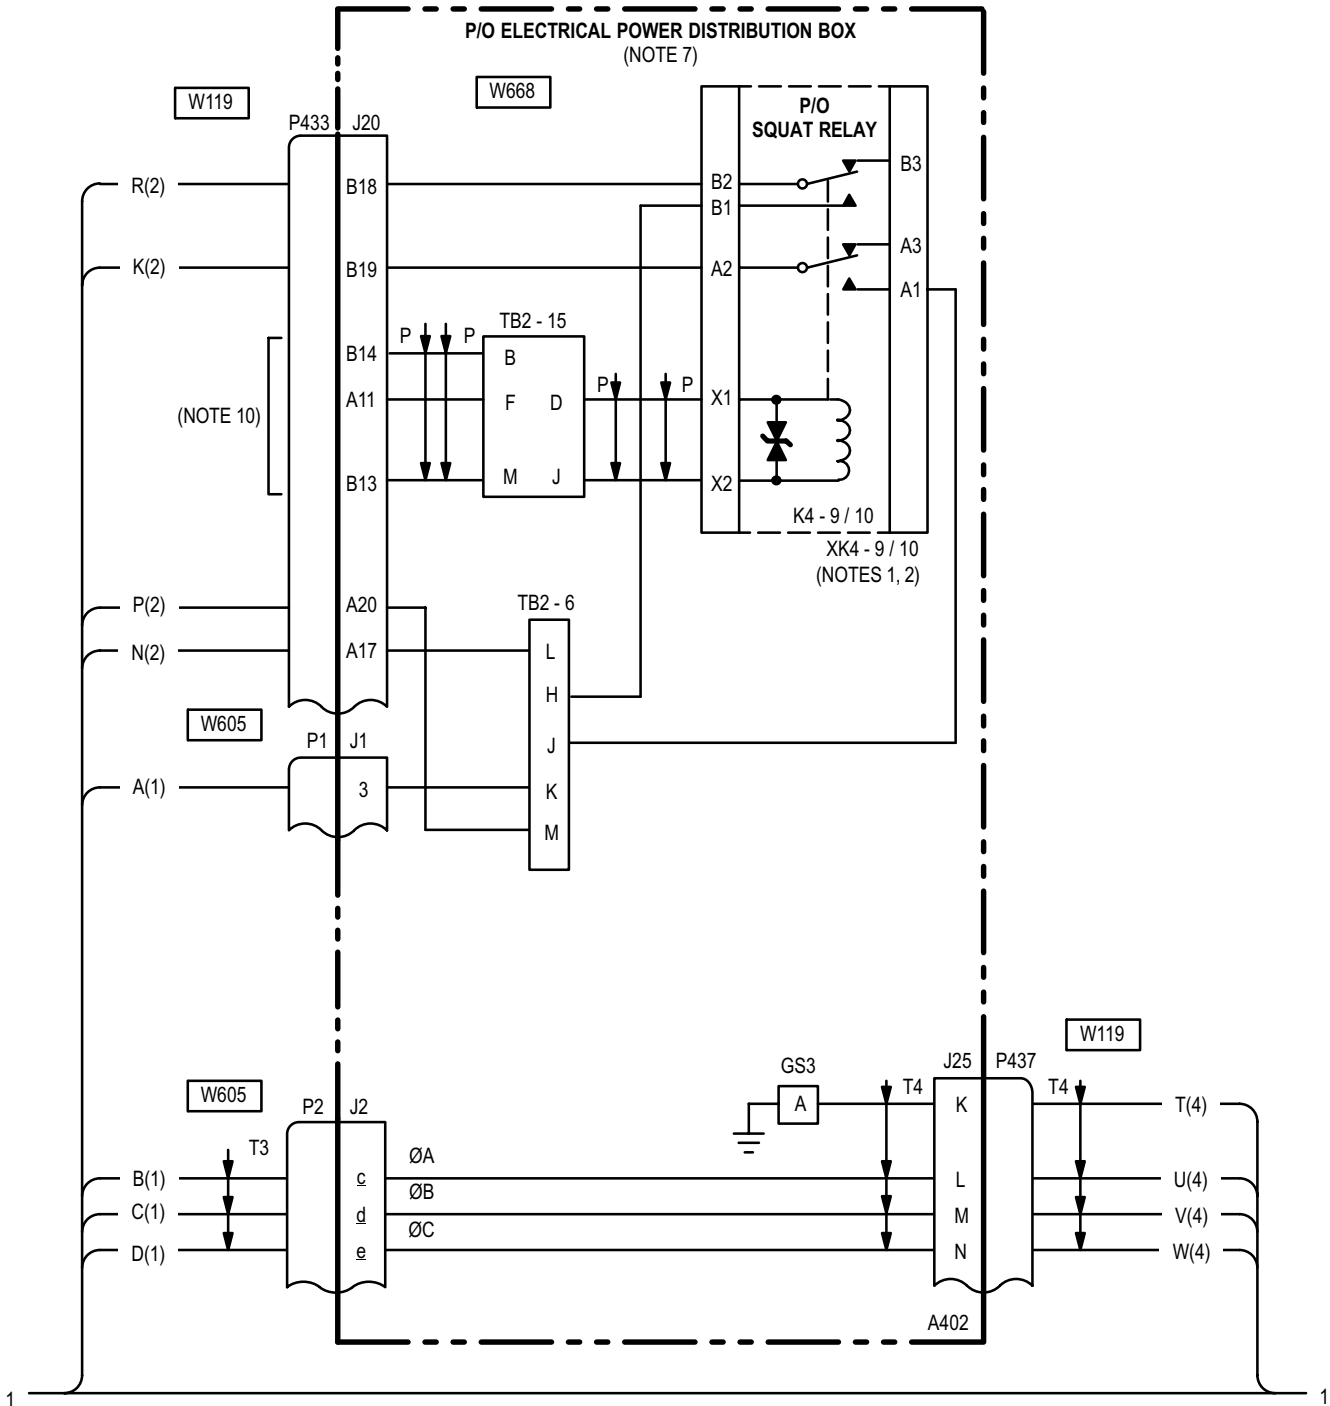 P/O ELECTRICAL POWER DISTRIBUTION BOX
(NOTE 7)
W119
W668
P433 J20
P/O
SQUAT RELAY
R(2)
B18
B2
B1
B3
K(2)
B19
A2
A3
A1
TB2 - 15
P
P
B14
B
(NOTE 10)
A11
F D
P
P
X1
B13
M J
X2
K4 - 9 / 10
XK4 - 9 / 10
(NOTES 1, 2)
P(2)
A20
TB2 - 6
N(2)
A17
L
H
W605
P1 J1
J
A(1)
3
K
M
W119
GS3
J25 P437
W605
P2 J2
A
T4
K
T4
T(4)
T3
ØA
B(1)
c
L
U(4)
ØB
C(1)
d
M
V(4)
ØC
D(1)
e
N
W(4)
A402
1
1